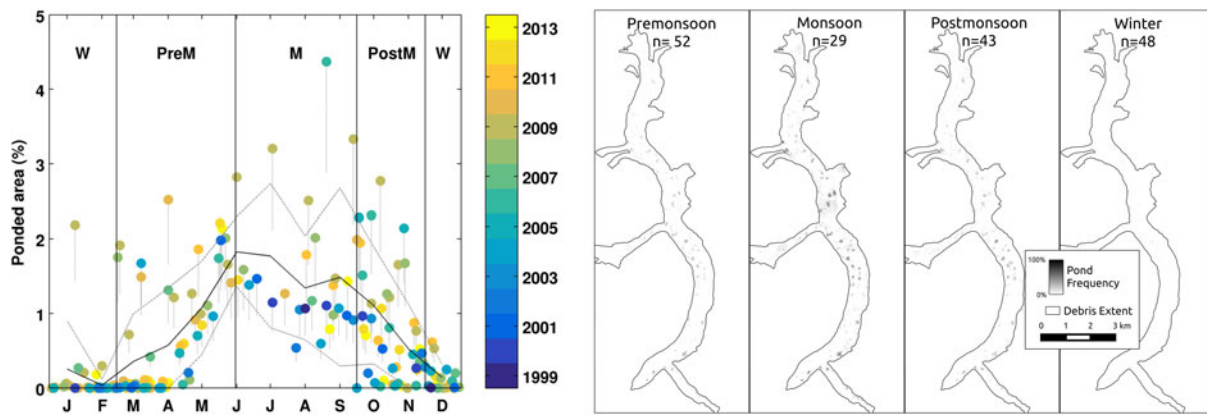 5
4
3
2
1
0
Ponded area (%)
W
PreM
M
PostM
W
J F M A M J J A S O N D
2013
2011
2009
2007
2005
2003
2001
1999
Premonsoon
n= 52
Monsoon
n=29
Postmonsoon
n=43
Winter
n=48
100%
0%
Pond
Frequency
Debris Extent
0 1 2 3 km